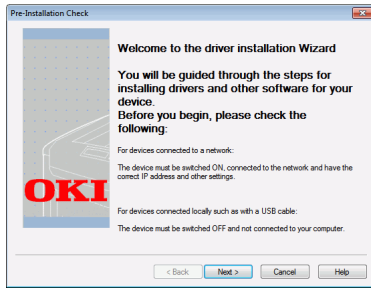 Pre-Installation Check
Welcome to the driver installation Wizard
You will be guided through the steps for
installing drivers and other software for your
device.
Before you begin, please check the
following:
For devices connected to a network:
The device must be switched ON, connected to the network and have the
correct IP address and other settings.
OKI
For devices connected locally such as with a USB cable:
The device must be switched OFF and not connected to your computer.
< Back
Next >
Cancel
Help